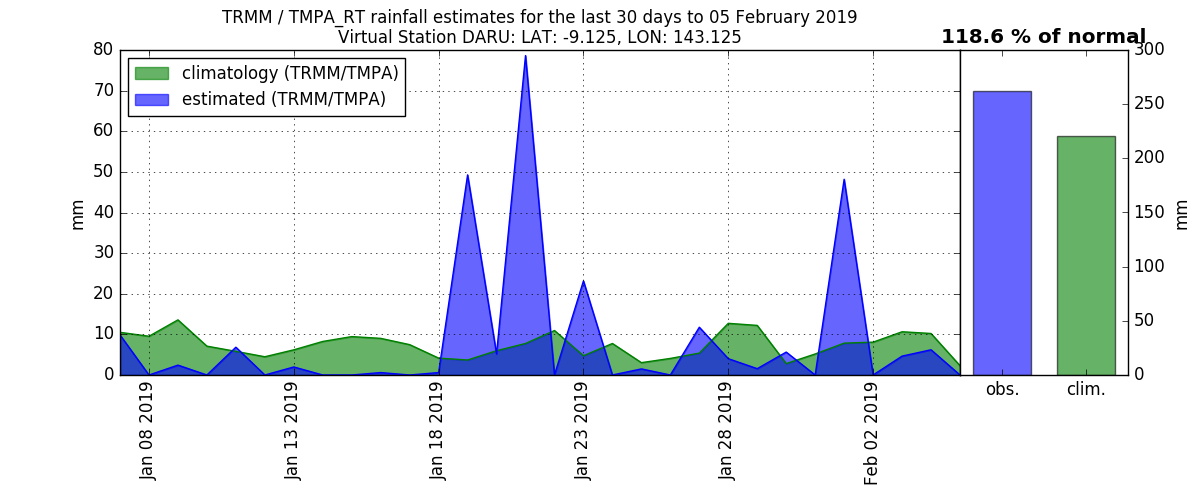 TRMM / TMPA_RT rainfall estimates for the last 30 days to 05 February 2019
Virtual Station DARU: LAT: -9.125, LON: 143.125
118.6 % of normal
climatology (TRMM/TMPA)
estimated (TRMM/TMPA)
80
70
60
50
40
30
20
10
0
mm
Jan 08 2019
Jan 13 2019
Jan 18 2019
Jan 23 2019
Jan 28 2019
Feb 02 2019
obs.
clim.
300
250
200
150
100
50
0
mm